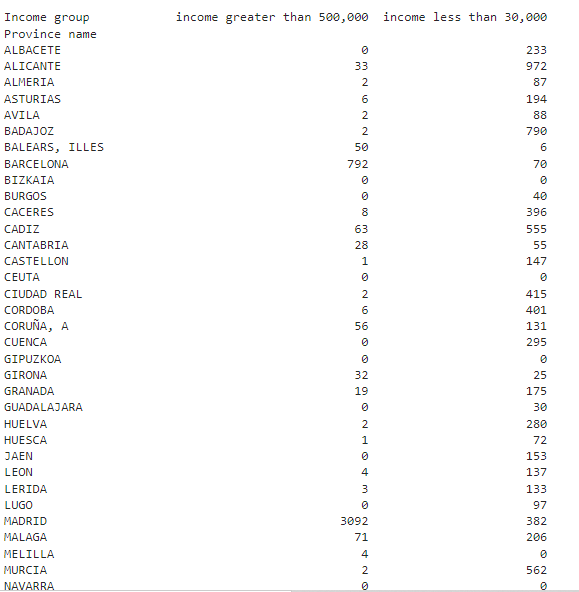 Income group income greater than 500,000 income less than 30,000
Province name
ALBACETE 0 233
ALICANTE 33 972
ALMERIA 2 87
ASTURIAS 6 194
AVILA 2 88
BADAJOZ 2 790
BALEARS, ILLES 50 6
BARCELONA 792 70
BIZKAIA 0 0
BURGOS 0 40
CACERES 8 396
CADIZ 63 555
CANTABRIA 28 55
CASTELLON 1 147
CEUTA 0 0
CIUDAD REAL 2 415
CORDOBA 6 401
CORUÑA, A 56 131
CUENCA 0 295
GIPUZKOA 0 0
GIRONA 32 25
GRANADA 19 175
GUADALAJARA 0 30
HUELVA 2 280
HUESCA 1 72
JAEN 0 153
LEON 4 137
LERIDA 3 133
LUGO 0 97
MADRID 3092 382
MALAGA 71 206
MELILLA 4 0
MURCIA 2 562
NAVARRA 0 0